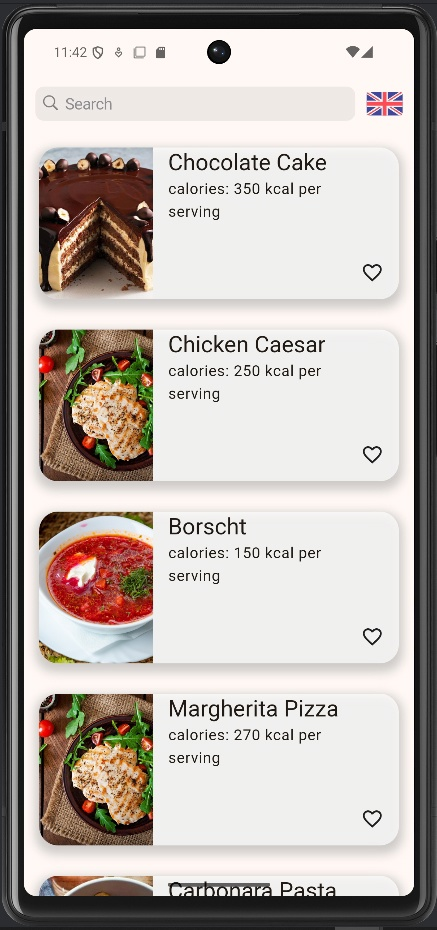 11:42
Search
Chocolate Cake
calories: 350 kcal per
serving
Chicken Caesar
calories: 250 kcal per
serving
Borscht
calories: 150 kcal per
serving
Margherita Pizza
calories: 270 kcal per
serving
Carbonara Pasta